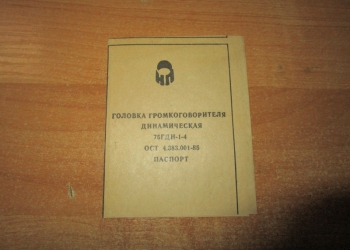 ГОЛОВКА ГРОМКОГОВОРИТЕЛЯ
ДИНАМИЧЕСКАЯ
75ГДН-1-4
ОСТ 4.383.001-85
ПАСПОРТ